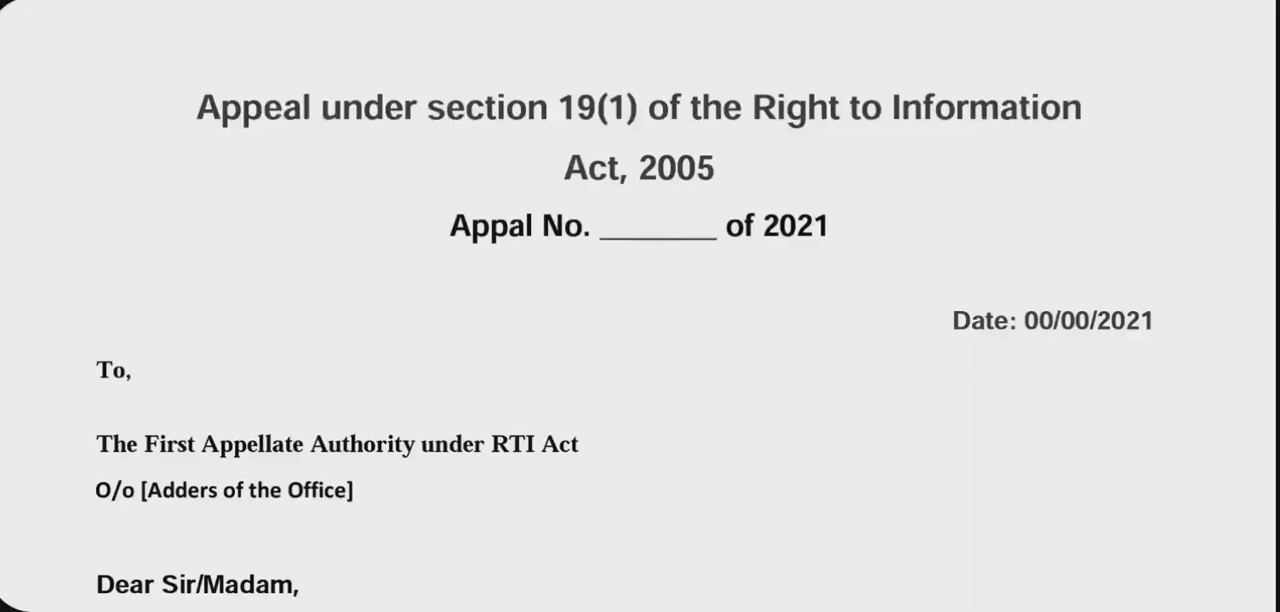 Appeal under section 19(1) of the Right to Information
Act, 2005
Appal No. _______ of 2021
Date: 00/00/2021
To,
The First Appellate Authority under RTI Act
O/o [Adders of the Office]
Dear Sir/Madam,